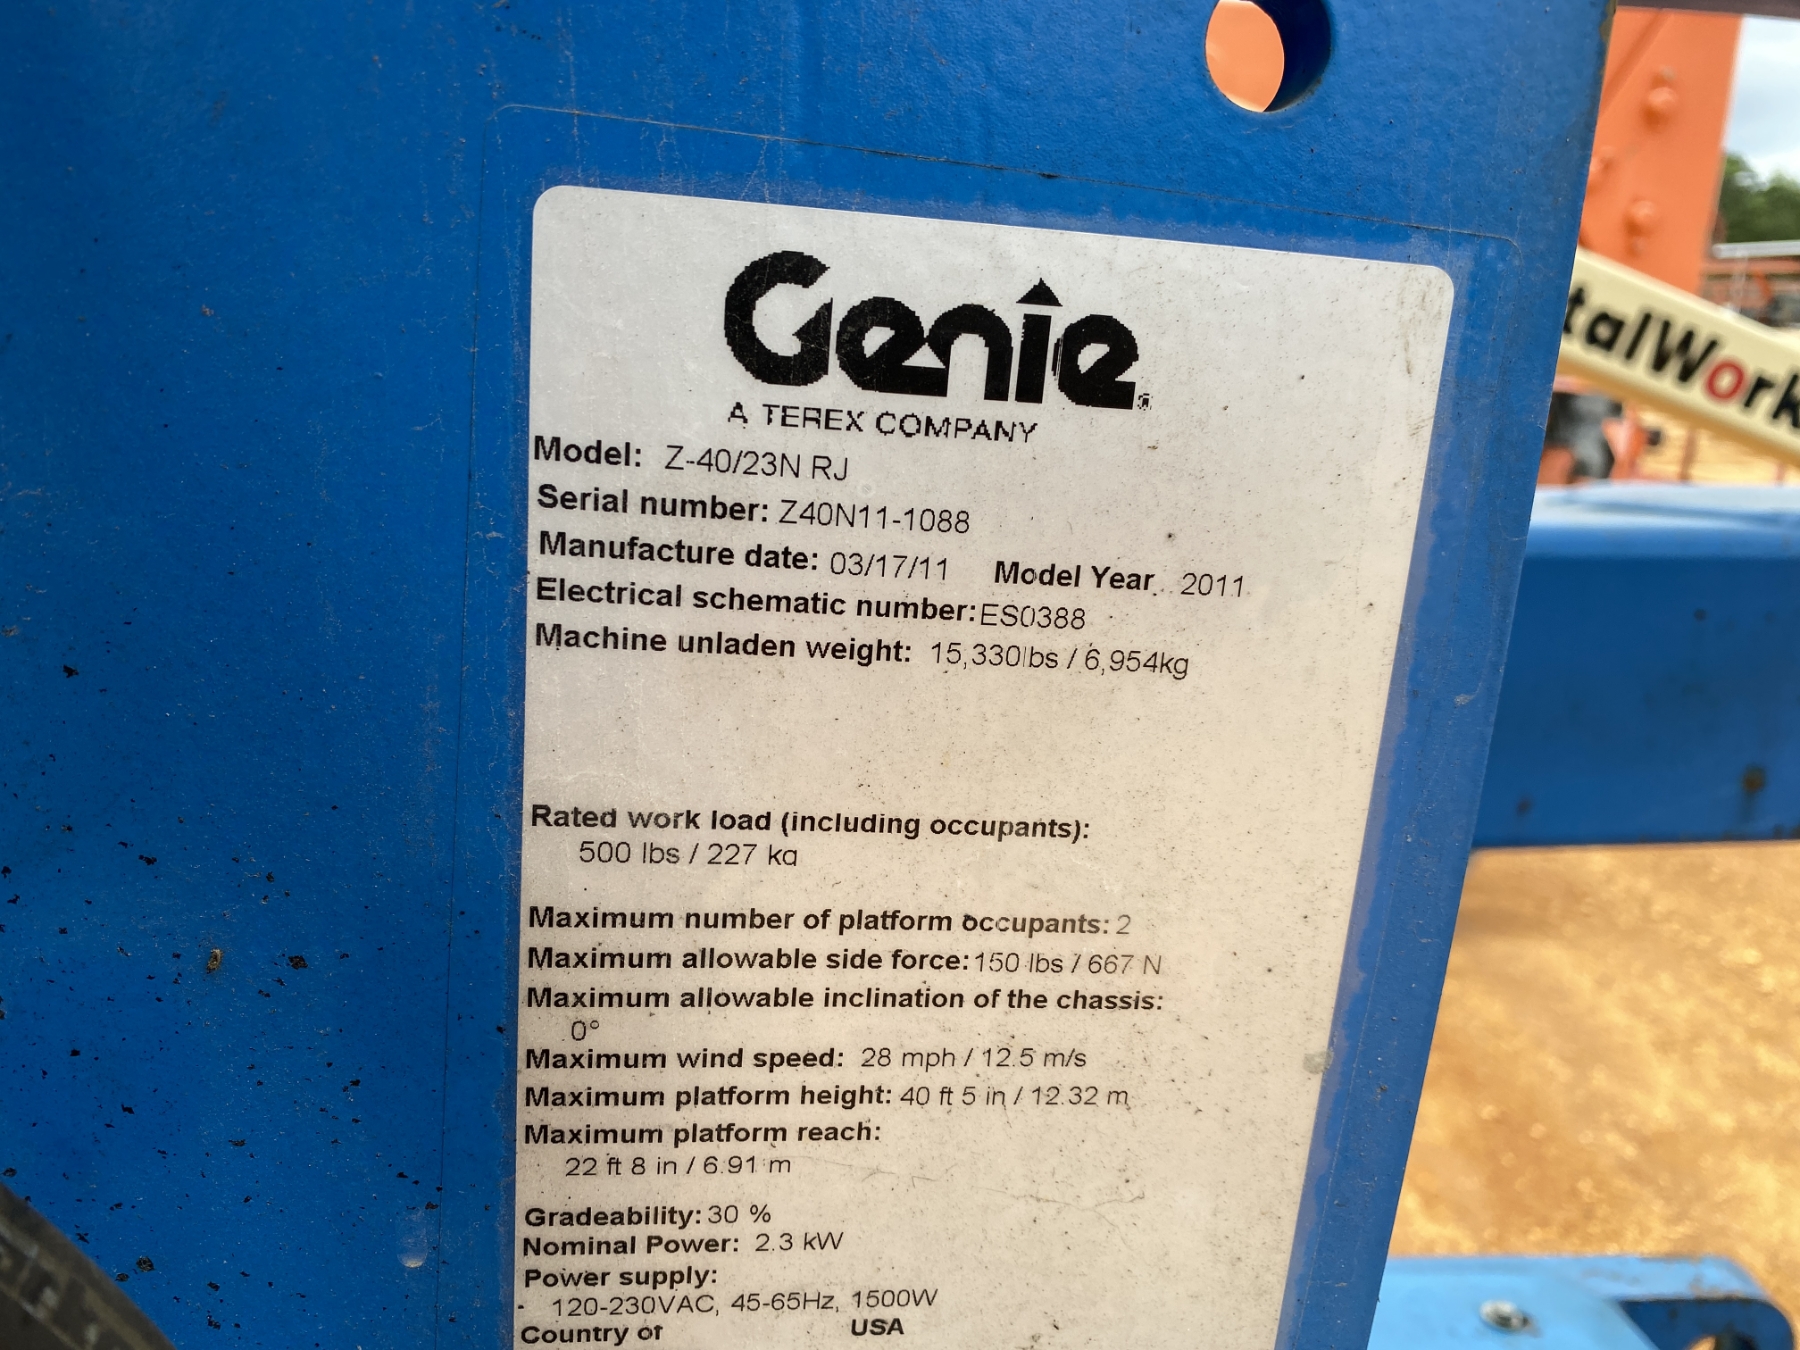 Genie
A TEREX COMPANY
Model: Z-40/23N RJ
Serial number: Z40N11-1088
Manufacture date: 03/17/11 Model Year 2011
Electrical schematic number: ES0388
Machine unladen weight: 15,330lbs / 6,954kg
Rated work load (including occupants):
500 lbs / 227 kg
Maximum number of platform occupants: 2
Maximum allowable side force: 150 lbs / 667 N
Maximum allowable inclination of the chassis:
0°
Maximum wind speed: 28 mph / 12.5 m/s
Maximum platform height: 40 ft 5 in / 12.32 m
Maximum platform reach:
22 ft 8 in / 6.91 m
Gradeability: 30 %
Nominal Power: 2.3 kW
Power supply:
120-230VAC, 45-65Hz, 1500W
Country of USA
talWork